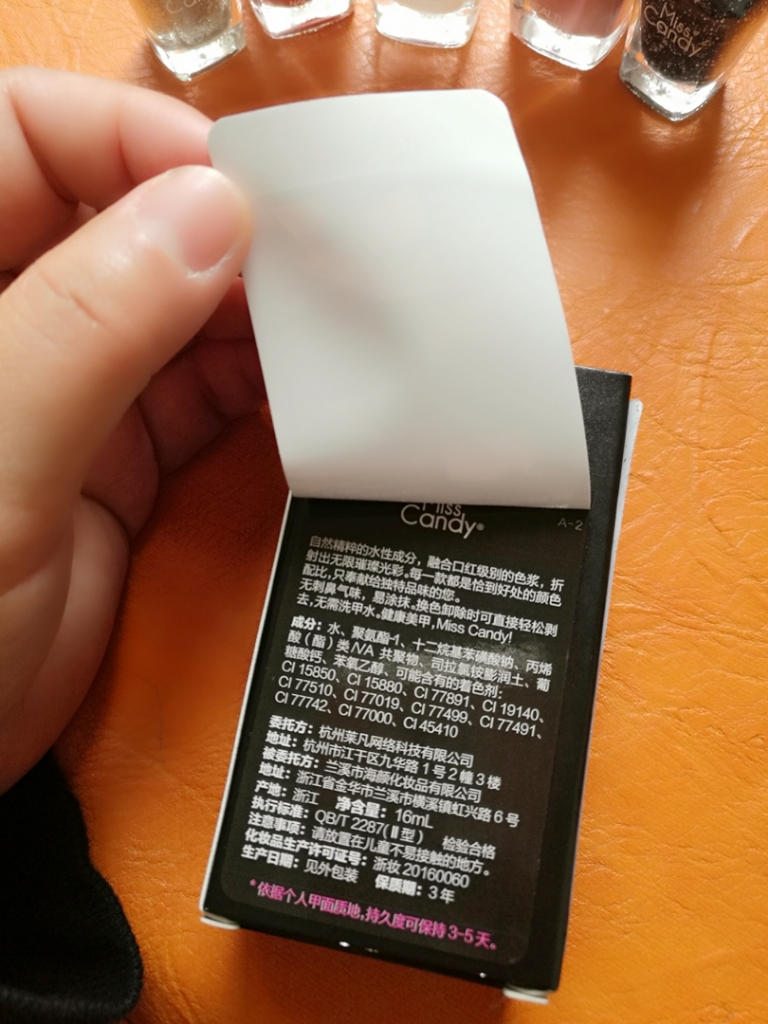 Miss
Candy
Miss
Candy®
A-2
自然精粹的水性成分，融合口红级别的色浆，折
射出无限璀璨光彩。每一款都是恰到好处的颜色
配比，只奉献给独特品味的您。
无刺鼻气味，易涂抹。换色卸除时可直接轻松剥
去，无需洗甲水。健康美甲，Miss Candy!
成分：水、聚氨酯-1、十二烷基苯磺酸钠、丙烯
酸（酯）类/VA 共聚物、司拉氯铵膨润土、葡
糖酸钙、苯氧乙醇、可能含有的着色剂：
CI 15850、CI 15880、CI 77891、CI 19140、
CI 77510、CI 77019、CI 77499、CI 77491、
CI 77742、CI 77000、CI 45410
委托方：杭州莱凡网络科技有限公司
地址：杭州市江干区九华路1号2幢3楼
被委托方：兰溪市海颜化妆品有限公司
地址：浙江省金华市兰溪市横溪镇虹兴路6号
产地：浙江 净含量：16mL
执行标准：QB/T 2287(Ⅱ型) 检验合格
注意事项：请放置在儿童不易接触的地方。
化妆品生产许可证号：浙妆20160060
生产日期：见外包装 保质期：3年
*依据个人甲面质地，持久度可保持3-5天。